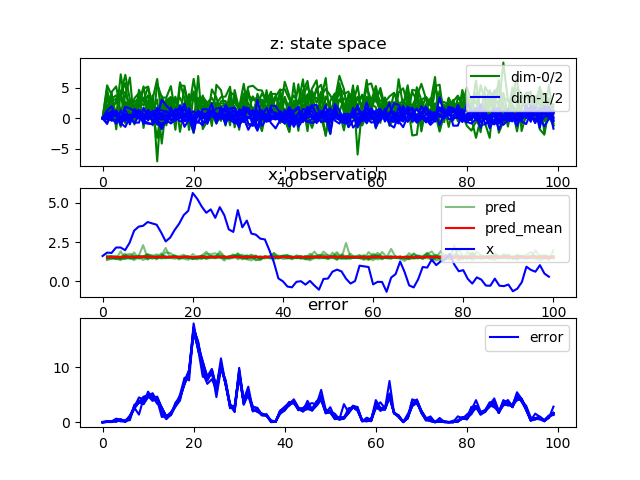 z: state space
5
0
−5
dim-0/2
dim-1/2
0 20 40 60 80 100
x: observation
5.0
2.5
0.0
pred
pred_mean
x
0 20 40 60 80 100
error
10
0
error
0 20 40 60 80 100